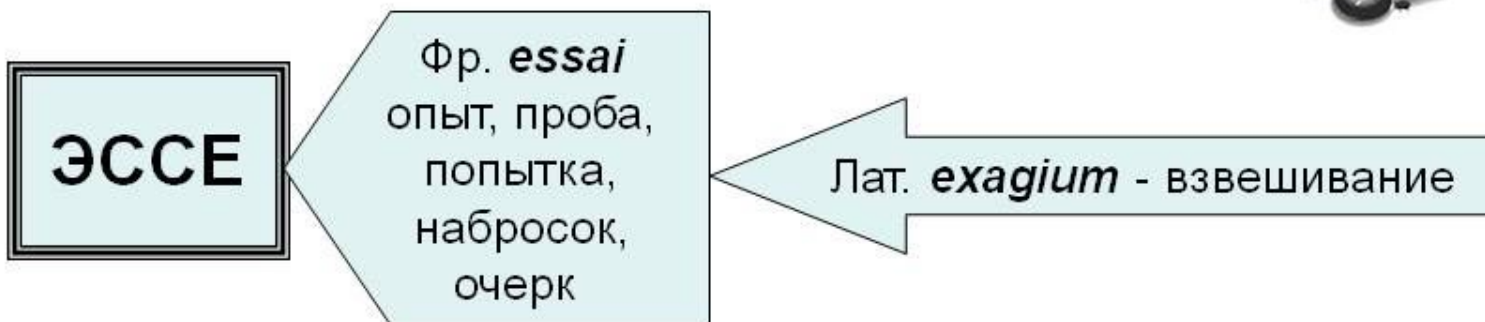 ЭССЕ
Фр. essai
опыт, проба,
попытка,
набросок,
очерк
Лат. exagium - взвешивание